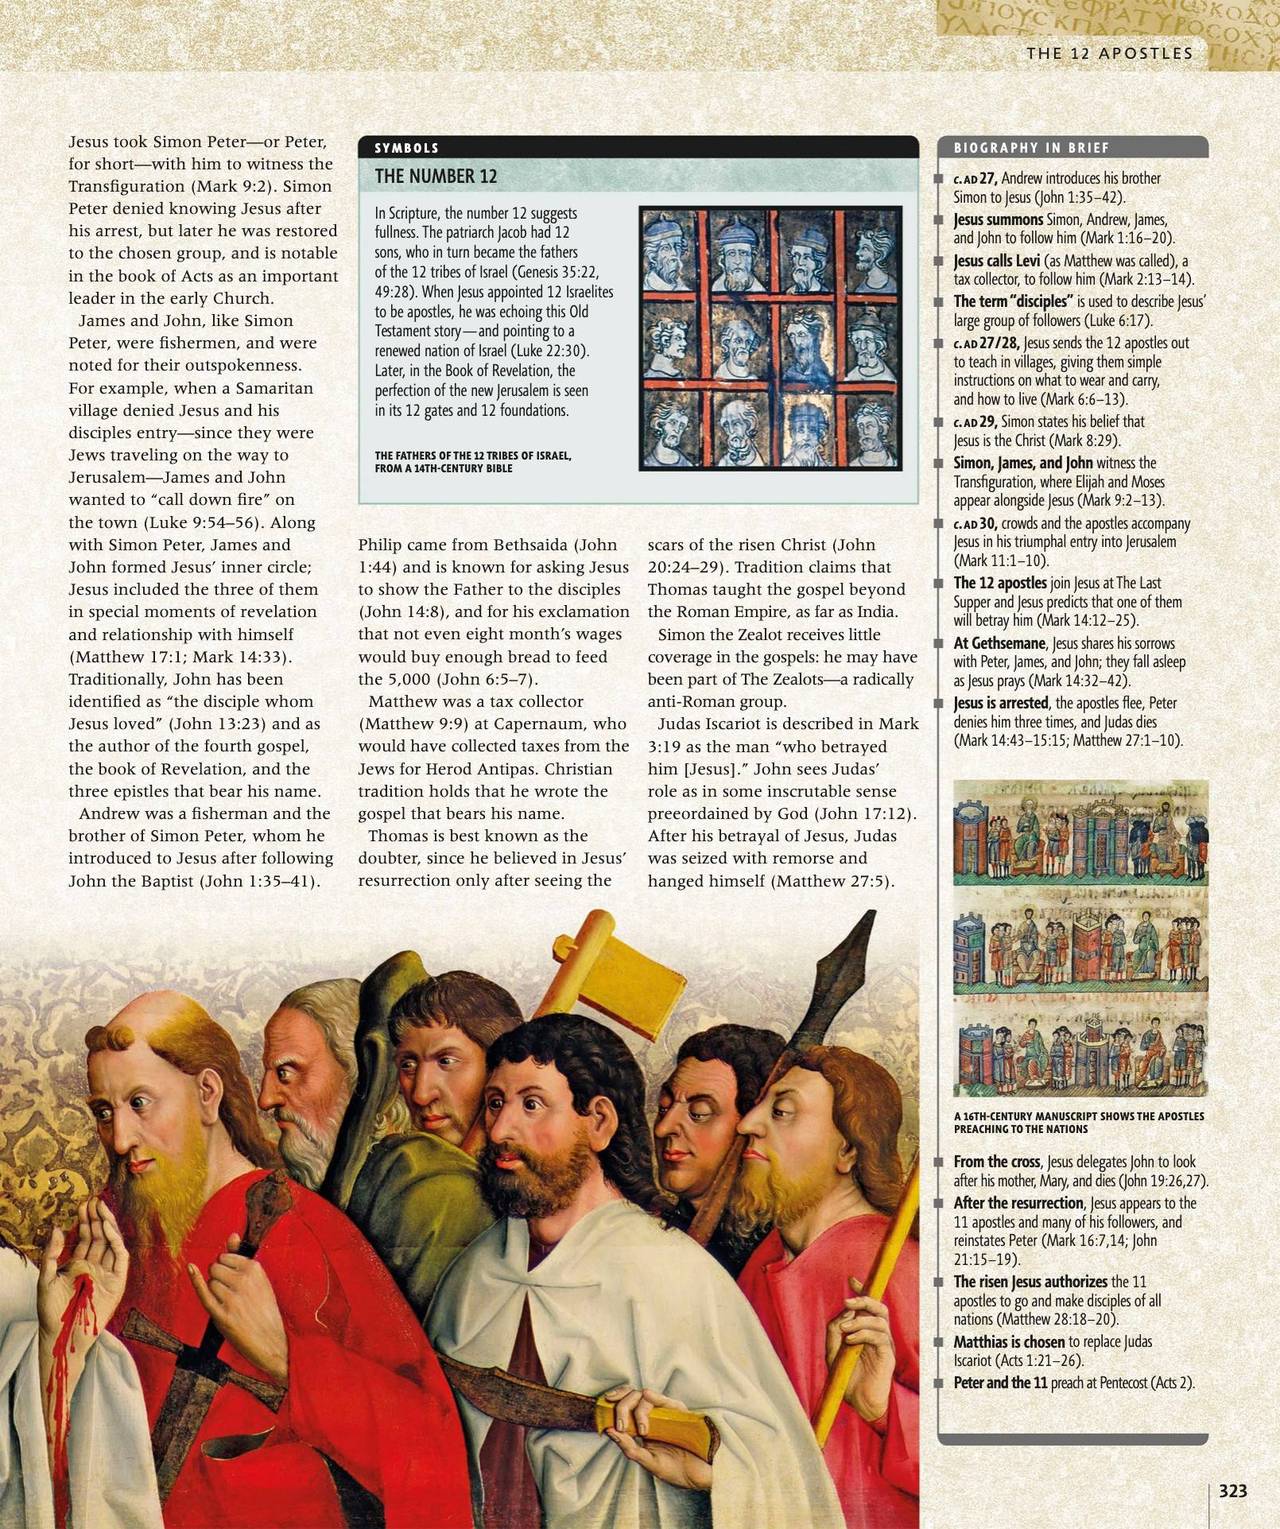 THE 12 APOSTLES
Jesus took Simon Peter—or Peter,
for short—with him to witness the
Transfiguration (Mark 9:2). Simon
Peter denied knowing Jesus after
his arrest, but later he was restored
to the chosen group, and is notable
in the book of Acts as an important
leader in the early Church.
James and John, like Simon
Peter, were fishermen, and were
noted for their outspokenness.
For example, when a Samaritan
village denied Jesus and his
disciples entry—since they were
Jews traveling on the way to
Jerusalem—James and John
wanted to “call down fire” on
the town (Luke 9:54–56). Along
with Simon Peter, James and
John formed Jesus’ inner circle;
Jesus included the three of them
in special moments of revelation
and relationship with himself
(Matthew 17:1; Mark 14:33).
Traditionally, John has been
identified as “the disciple whom
Jesus loved” (John 13:23) and as
the author of the fourth gospel,
the book of Revelation, and the
three epistles that bear his name.
Andrew was a fisherman and the
brother of Simon Peter, whom he
introduced to Jesus after following
John the Baptist (John 1:35–41).
SYMBOLS
THE NUMBER 12
In Scripture, the number 12 suggests
fullness. The patriarch Jacob had 12
sons, who in turn became the fathers
of the 12 tribes of Israel (Genesis 35:22,
49:28). When Jesus appointed 12 Israelites
to be apostles, he was echoing this Old
Testament story—and pointing to a
renewed nation of Israel (Luke 22:30).
Later, in the Book of Revelation, the
perfection of the new Jerusalem is seen
in its 12 gates and 12 foundations.
THE FATHERS OF THE 12 TRIBES OF ISRAEL,
FROM A 14TH-CENTURY BIBLE
Philip came from Bethsaida (John
1:44) and is known for asking Jesus
to show the Father to the disciples
(John 14:8), and for his exclamation
that not even eight month’s wages
would buy enough bread to feed
the 5,000 (John 6:5–7).
Matthew was a tax collector
(Matthew 9:9) at Capernaum, who
would have collected taxes from the
Jews for Herod Antipas. Christian
tradition holds that he wrote the
gospel that bears his name.
Thomas is best known as the
doubter, since he believed in Jesus’
resurrection only after seeing the
scars of the risen Christ (John
20:24–29). Tradition claims that
Thomas taught the gospel beyond
the Roman Empire, as far as India.
Simon the Zealot receives little
coverage in the gospels: he may have
been part of The Zealots—a radically
anti-Roman group.
Judas Iscariot is described in Mark
3:19 as the man “who betrayed
him [Jesus].” John sees Judas’
role as in some inscrutable sense
preordained by God (John 17:12).
After his betrayal of Jesus, Judas
was seized with remorse and
hanged himself (Matthew 27:5).
BIOGRAPHY IN BRIEF
c. AD 27, Andrew introduces his brother
Simon to Jesus (John 1:35–42).
Jesus summons Simon, Andrew, James,
and John to follow him (Mark 1:16–20).
Jesus calls Levi (as Matthew was called), a
tax collector, to follow him (Mark 2:13–14).
The term “disciples” is used to describe Jesus’
large group of followers (Luke 6:17).
c. AD 27/28, Jesus sends the 12 apostles out
to teach in villages, giving them simple
instructions on what to wear and carry,
and how to live (Mark 6:6–13).
c. AD 29, Simon states his belief that
Jesus is the Christ (Mark 8:29).
Simon, James, and John witness the
Transfiguration, where Elijah and Moses
appear alongside Jesus (Mark 9:2–13).
c. AD 30, crowds and the apostles accompany
Jesus in his triumphal entry into Jerusalem
(Mark 11:1–10).
The 12 apostles join Jesus at The Last
Supper and Jesus predicts that one of them
will betray him (Mark 14:12–25).
At Gethsemane, Jesus shares his sorrows
with Peter, James, and John; they fall asleep
as Jesus prays (Mark 14:32–42).
Jesus is arrested, the apostles flee, Peter
denies him three times, and Judas dies
(Mark 14:43–15:15; Matthew 27:1–10).
A 16TH-CENTURY MANUSCRIPT SHOWS THE APOSTLES
PREACHING TO THE NATIONS
From the cross, Jesus delegates John to look
after his mother, Mary, and dies (John 19:26,27).
After the resurrection, Jesus appears to the
11 apostles and many of his followers, and
reinstates Peter (Mark 16:7,14; John
21:15–19).
The risen Jesus authorizes the 11
apostles to go and make disciples of all
nations (Matthew 28:18–20).
Matthias is chosen to replace Judas
Iscariot (Acts 1:21–26).
Peter and the 11 preach at Pentecost (Acts 2).
323